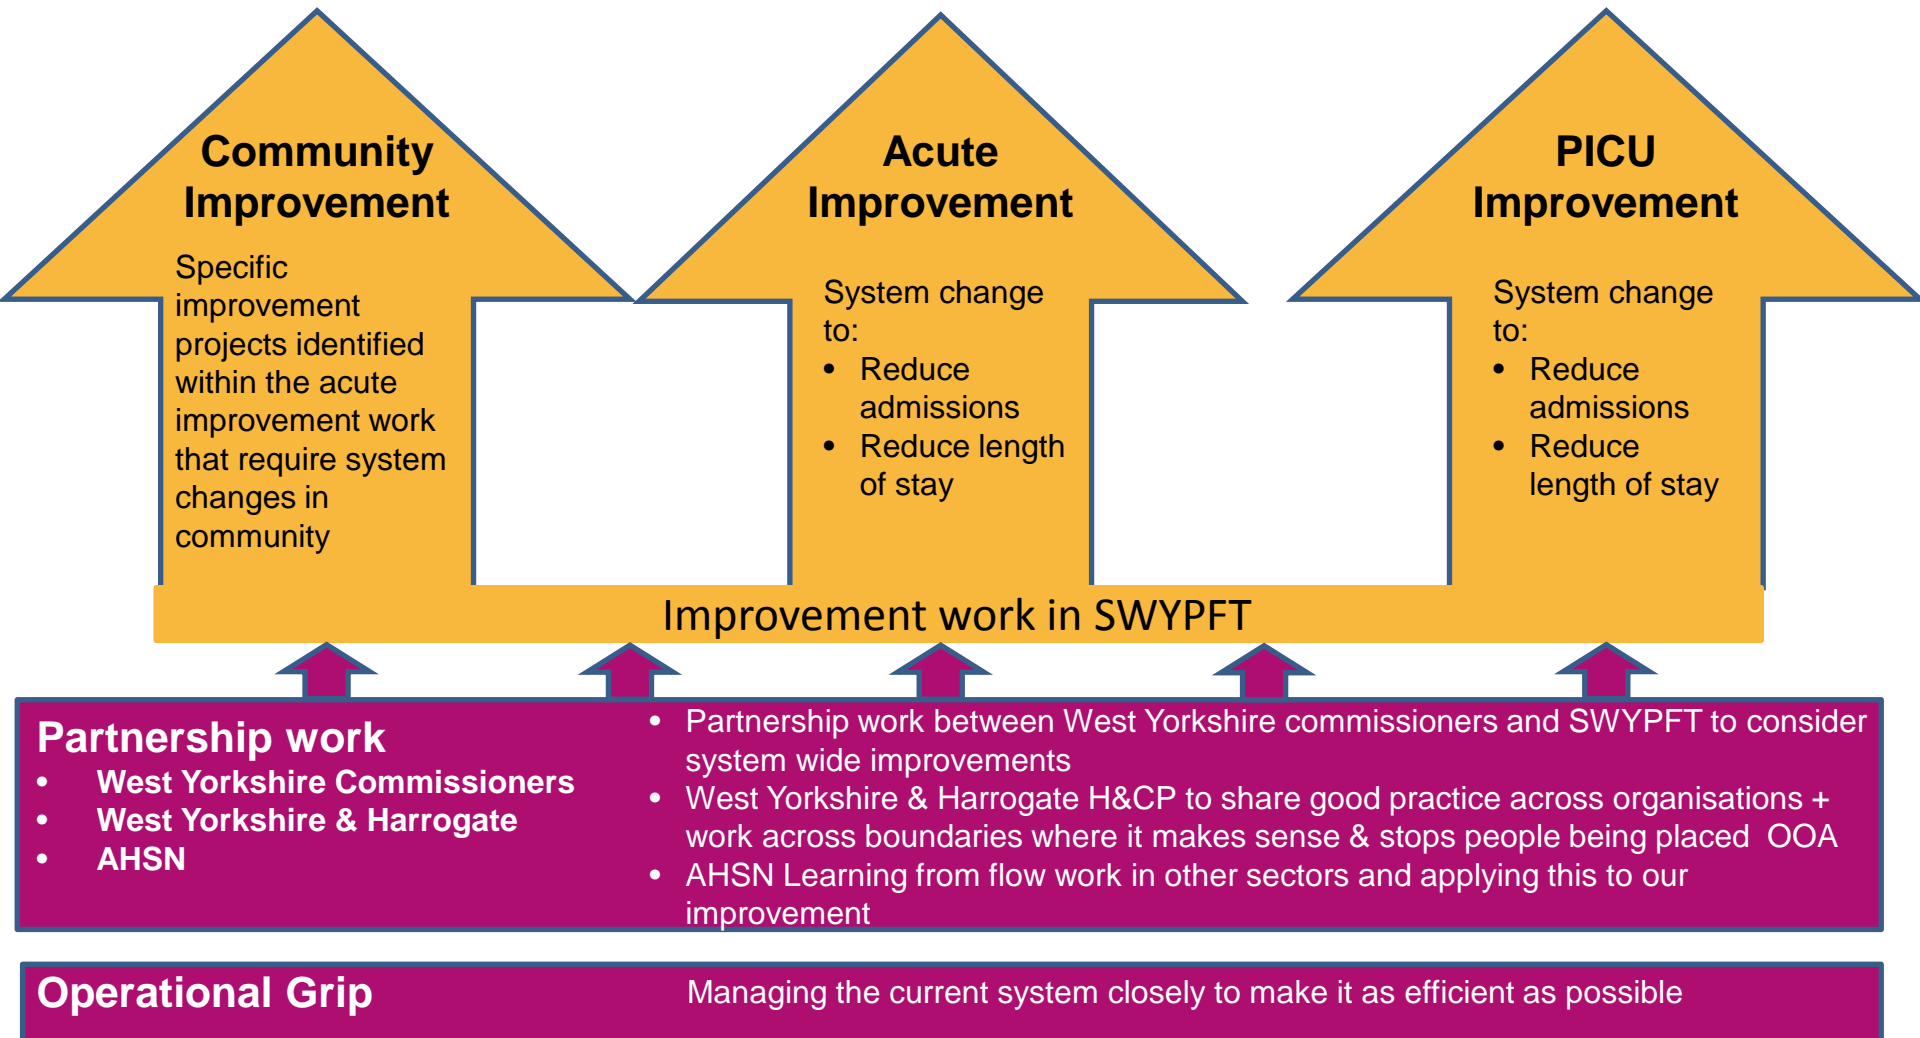 Community
Improvement
Specific
improvement
projects identified
within the acute
improvement work
that require system
changes in
community
Acute
Improvement
System change
to:
• Reduce
admissions
• Reduce length
of stay
PICU
Improvement
System change
to:
• Reduce
admissions
• Reduce
length of stay
Improvement work in SWYPFT
Partnership work
• West Yorkshire Commissioners
• West Yorkshire & Harrogate
• AHSN
• Partnership work between West Yorkshire commissioners and SWYPFT to consider
system wide improvements
• West Yorkshire & Harrogate H&CP to share good practice across organisations +
work across boundaries where it makes sense & stops people being placed OOA
• AHSN Learning from flow work in other sectors and applying this to our
improvement
Operational Grip
Managing the current system closely to make it as efficient as possible